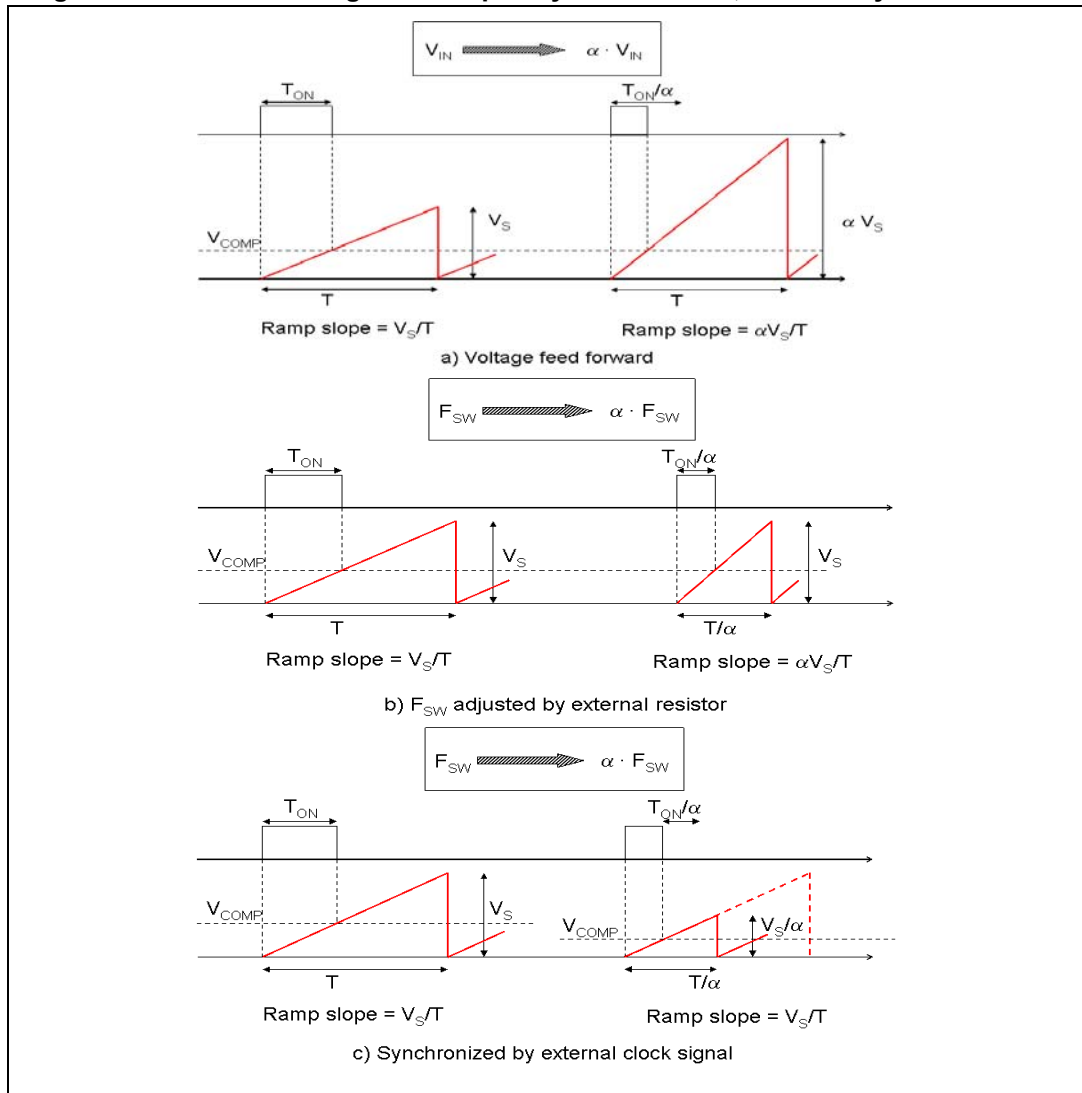 V_IN α · V_IN
T_ON T_ON/α
V_COMP V_S α V_S
T T
Ramp slope = V_S/T Ramp slope = αV_S/T
a) Voltage feed forward
F_SW α · F_SW
T_ON T_ON/α
V_COMP V_S V_S
T T/α
Ramp slope = V_S/T Ramp slope = αV_S/T
b) F_SW adjusted by external resistor
F_SW α · F_SW
T_ON T_ON/α
V_COMP V_S V_COMP V_S/α
T T/α
Ramp slope = V_S/T Ramp slope = V_S/T
c) Synchronized by external clock signal